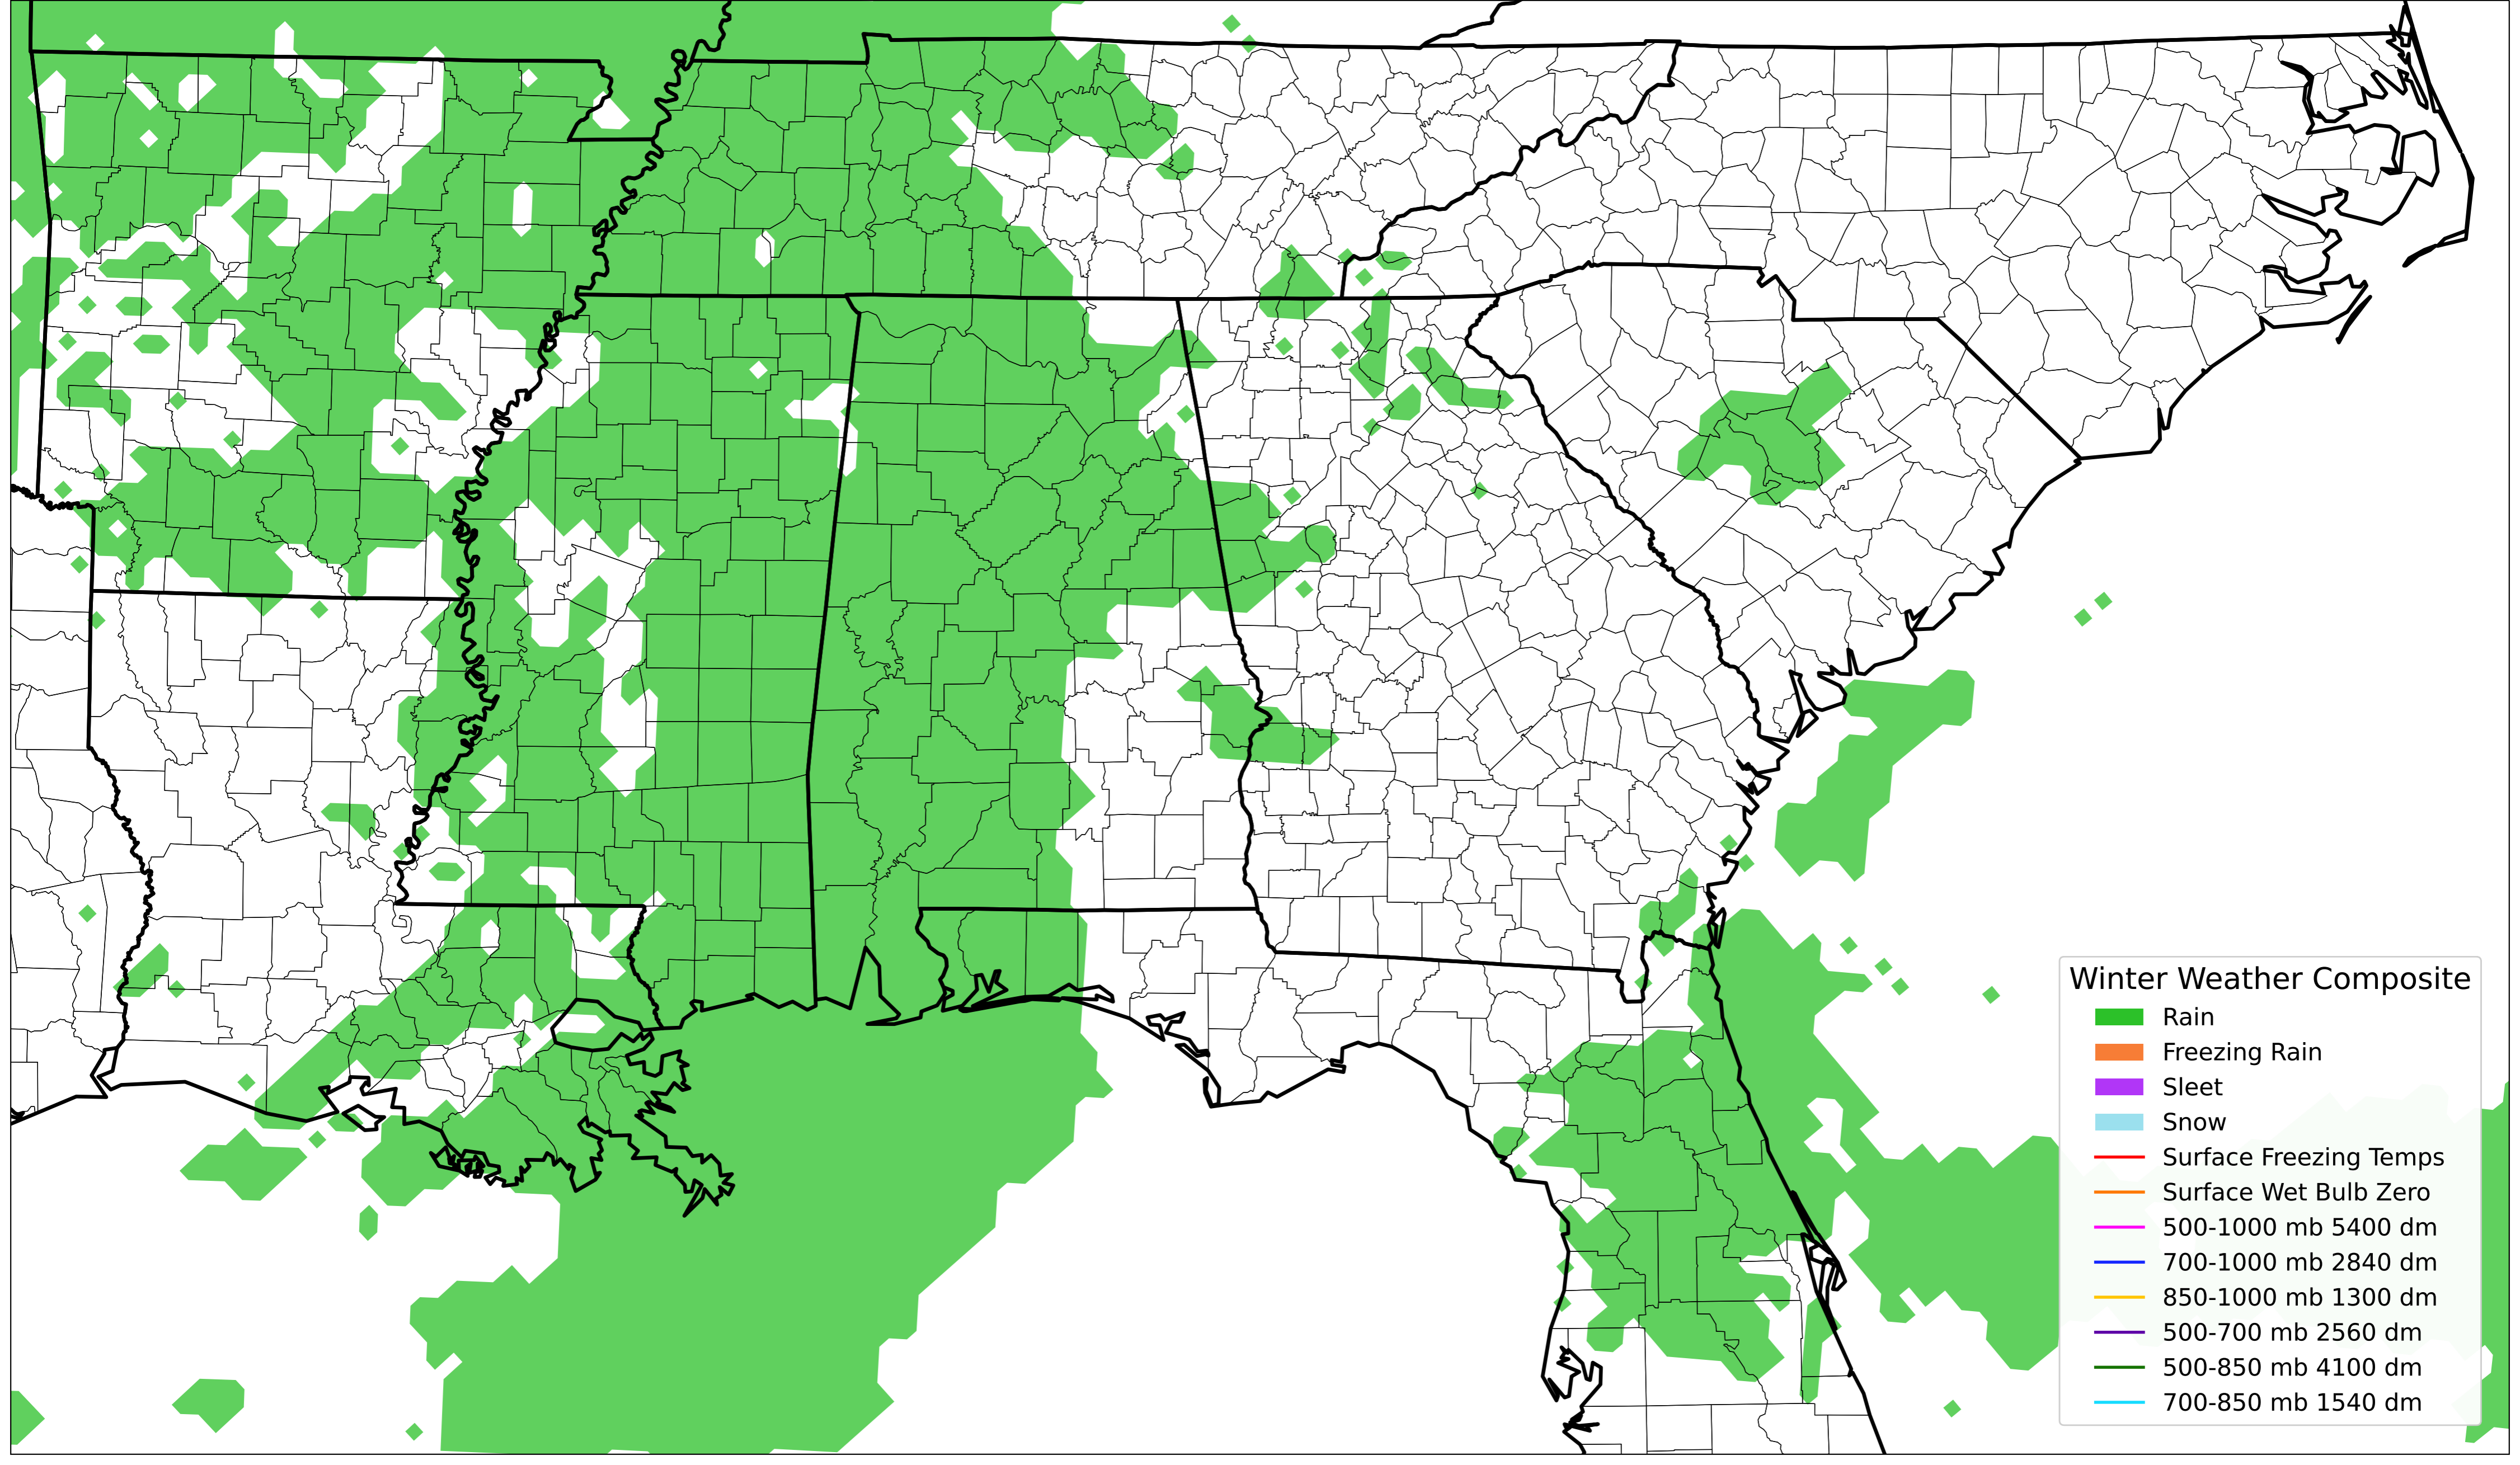 Winter Weather Composite
Rain
Freezing Rain
Sleet
Snow
Surface Freezing Temps
Surface Wet Bulb Zero
500-1000 mb 5400 dm
700-1000 mb 2840 dm
850-1000 mb 1300 dm
500-700 mb 2560 dm
500-850 mb 4100 dm
700-850 mb 1540 dm